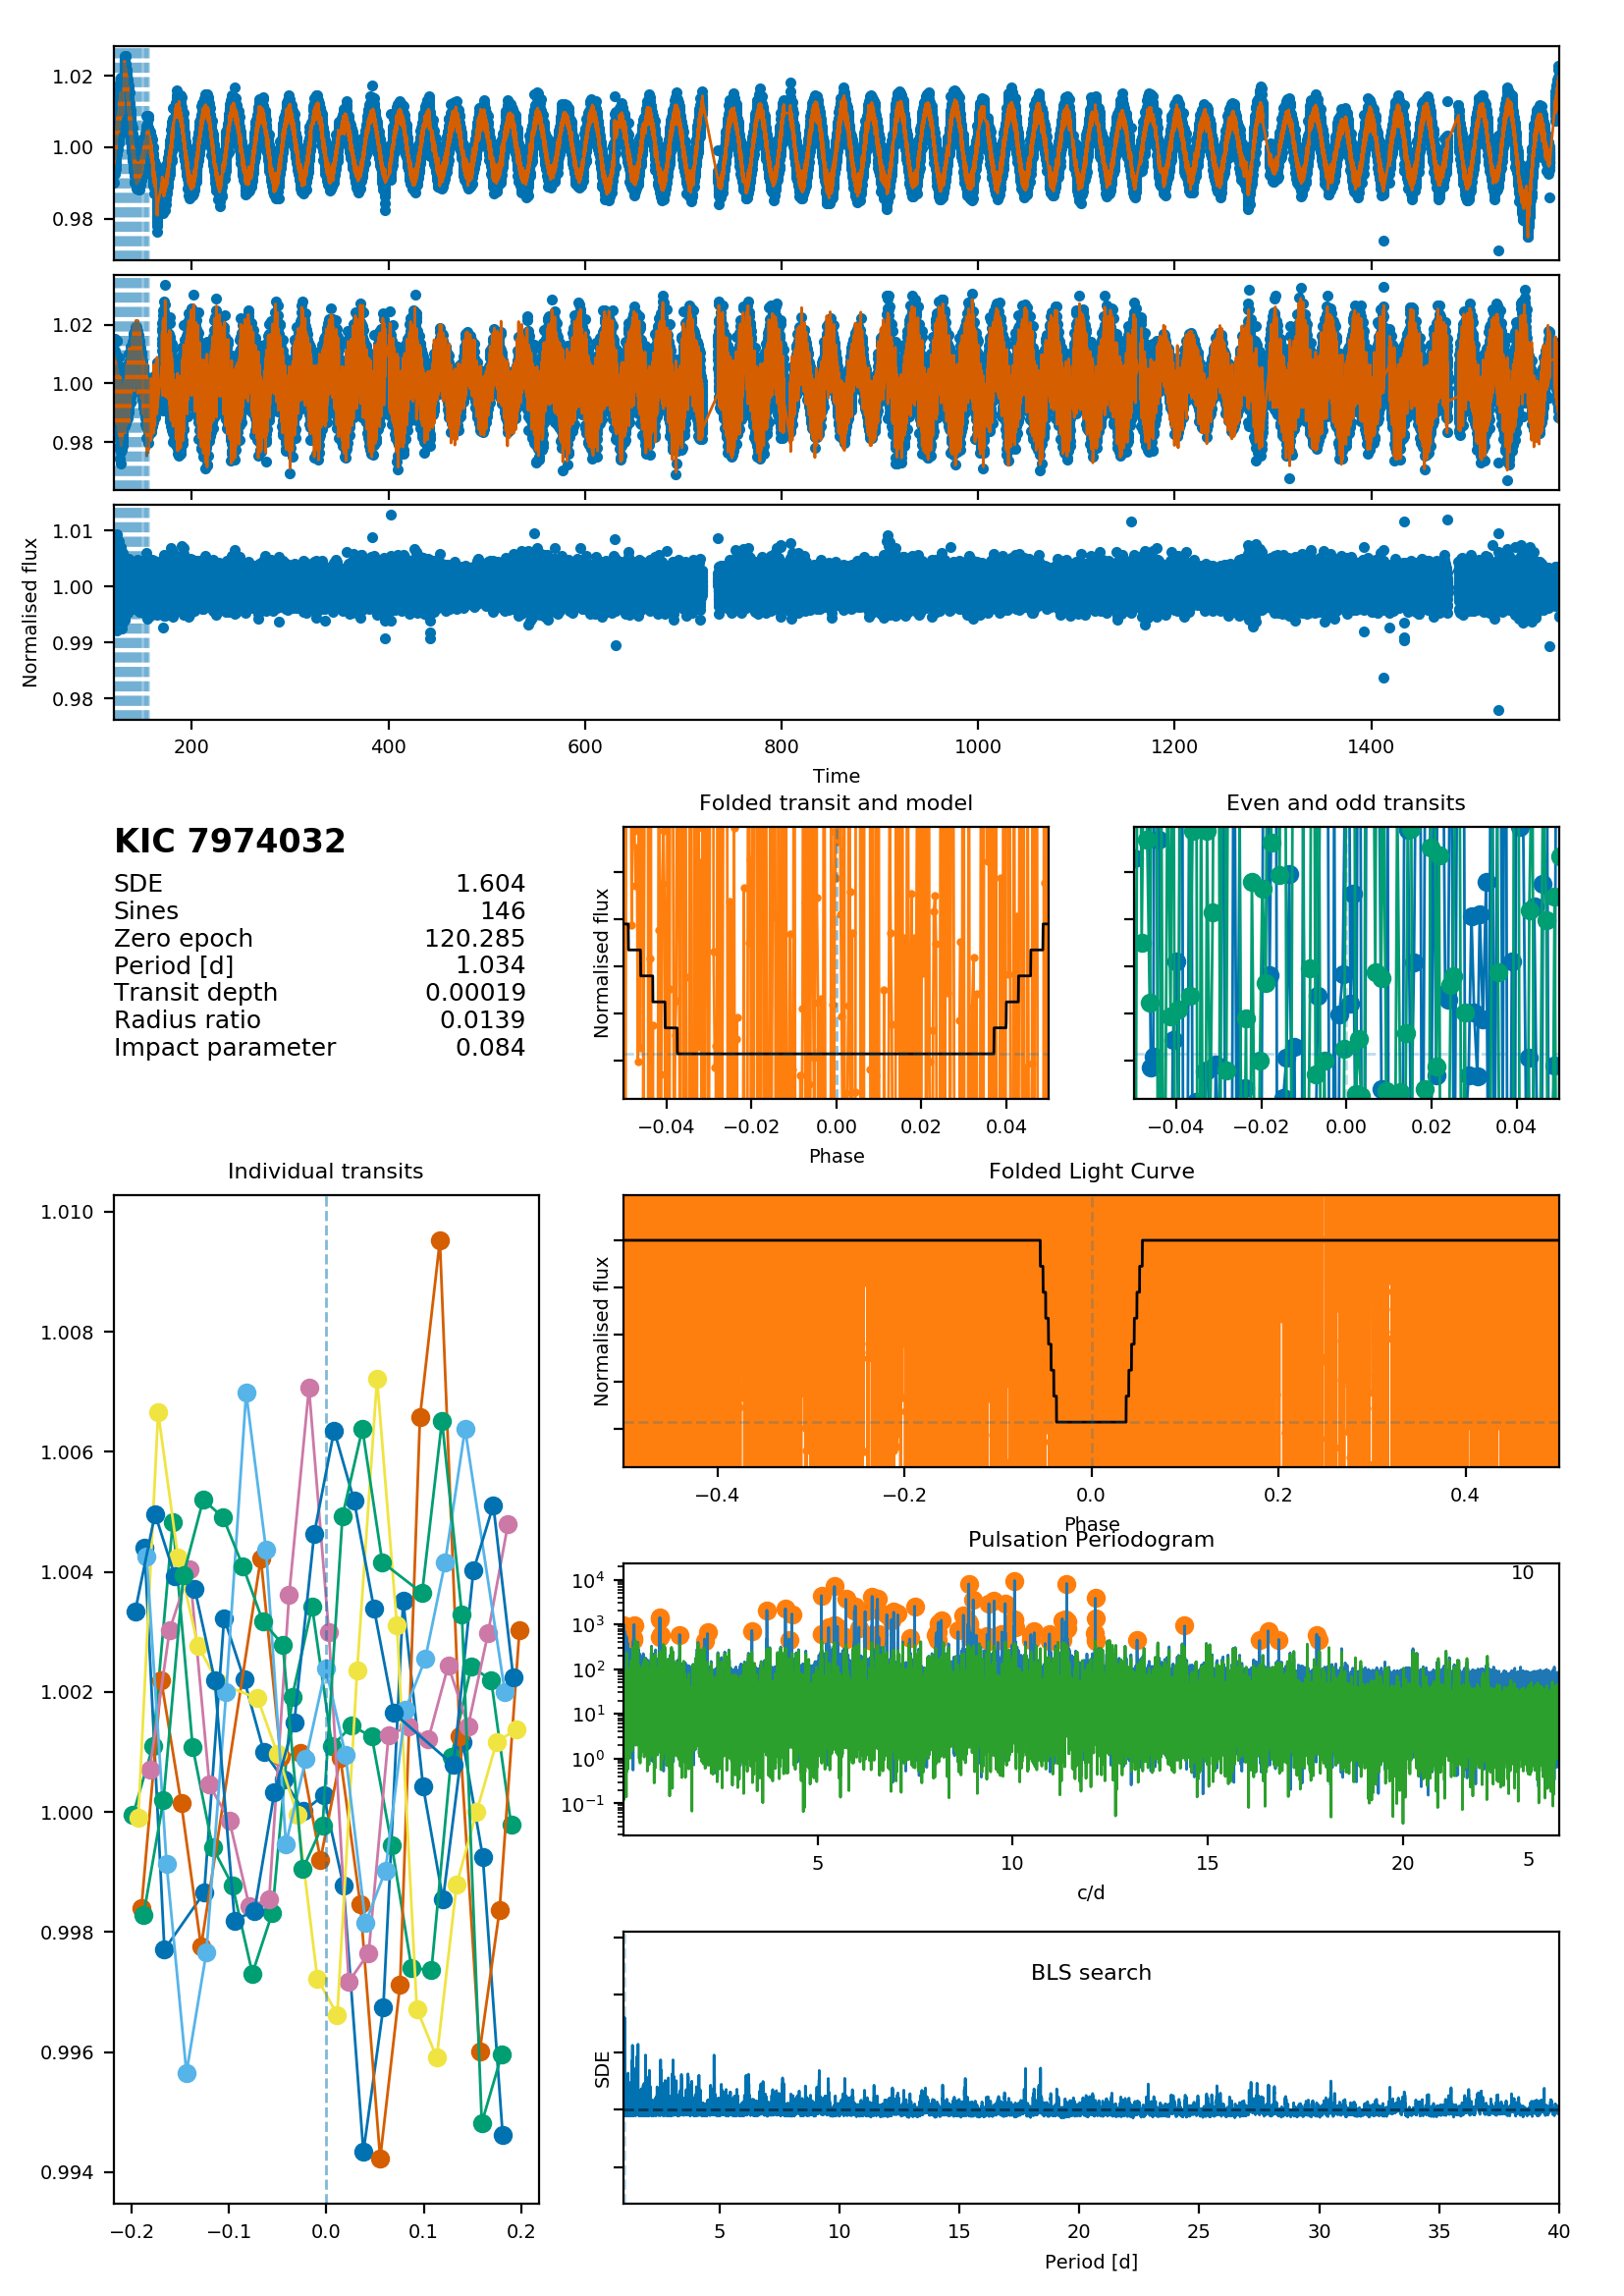 1.02
1.00
0.98
1.02
1.00
0.98
1.01
1.00
0.99
0.98
Normalised flux
200 400 600 800 1000 1200 1400
Time
KIC 7974032
SDE 1.604
Sines 146
Zero epoch 120.285
Period [d] 1.034
Transit depth 0.00019
Radius ratio 0.0139
Impact parameter 0.084
Folded transit and model
Normalised flux
−0.04 −0.02 0.00 0.02 0.04
Phase
Even and odd transits
−0.04 −0.02 0.00 0.02 0.04
Individual transits
1.010
1.008
1.006
1.004
1.002
1.000
0.998
0.996
0.994
−0.2 −0.1 0.0 0.1 0.2
Folded Light Curve
Normalised flux
−0.4 −0.2 0.0 0.2 0.4
Phase
Pulsation Periodogram
10
10⁴
10³
10²
10¹
10⁰
10⁻¹
5 10 15 20 5
c/d
BLS search
SDE
5 10 15 20 25 30 35 40
Period [d]